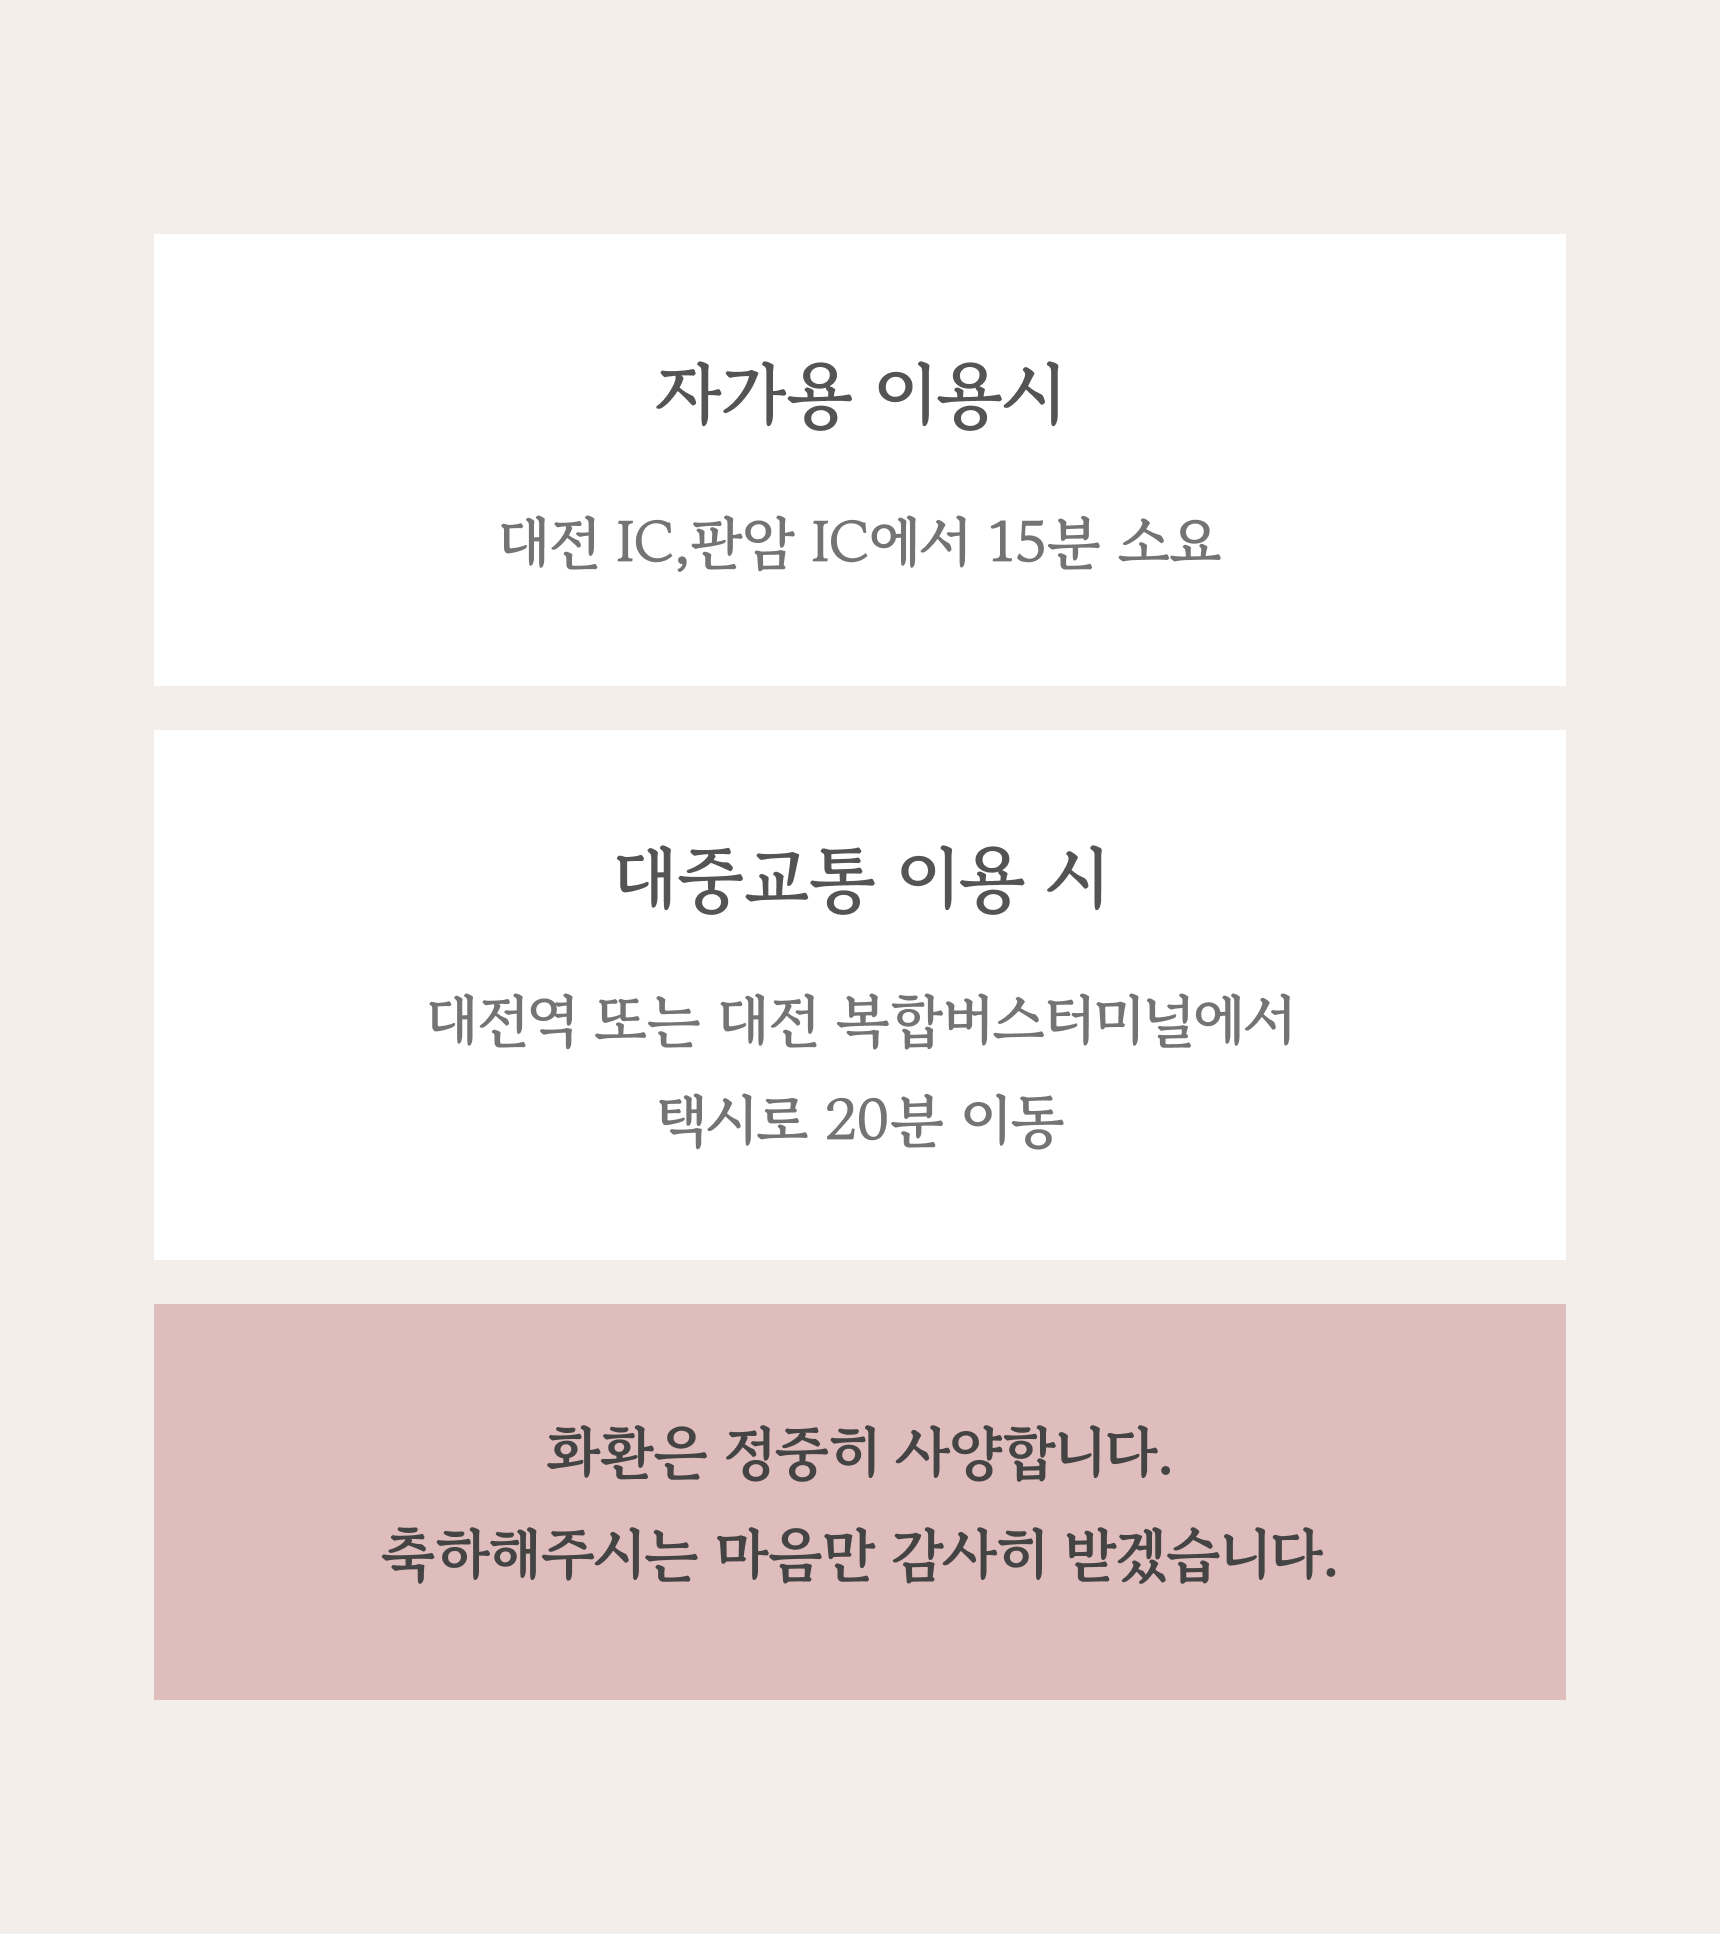 자가용 이용시
대전 IC,판암 IC에서 15분 소요
대중교통 이용 시
대전역 또는 대전 복합버스터미널에서
택시로 20분 이동
화환은 정중히 사양합니다.
축하해주시는 마음만 감사히 받겠습니다.